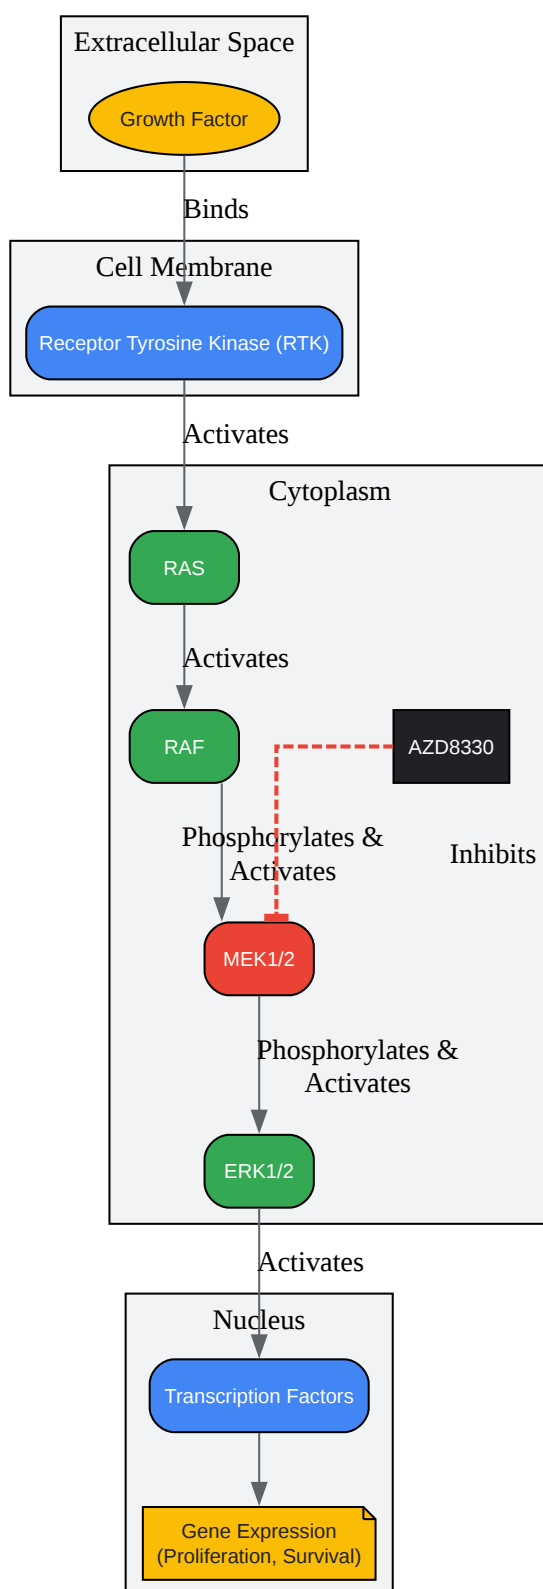 Extracellular Space
Growth Factor
Binds
Cell Membrane
Receptor Tyrosine Kinase (RTK)
Activates
Cytoplasm
RAS
Activates
RAF
AZD8330
Phosphorylates &
Activates
Inhibits
MEK1/2
Phosphorylates &
Activates
ERK1/2
Activates
Nucleus
Transcription Factors
Gene Expression
(Proliferation, Survival)